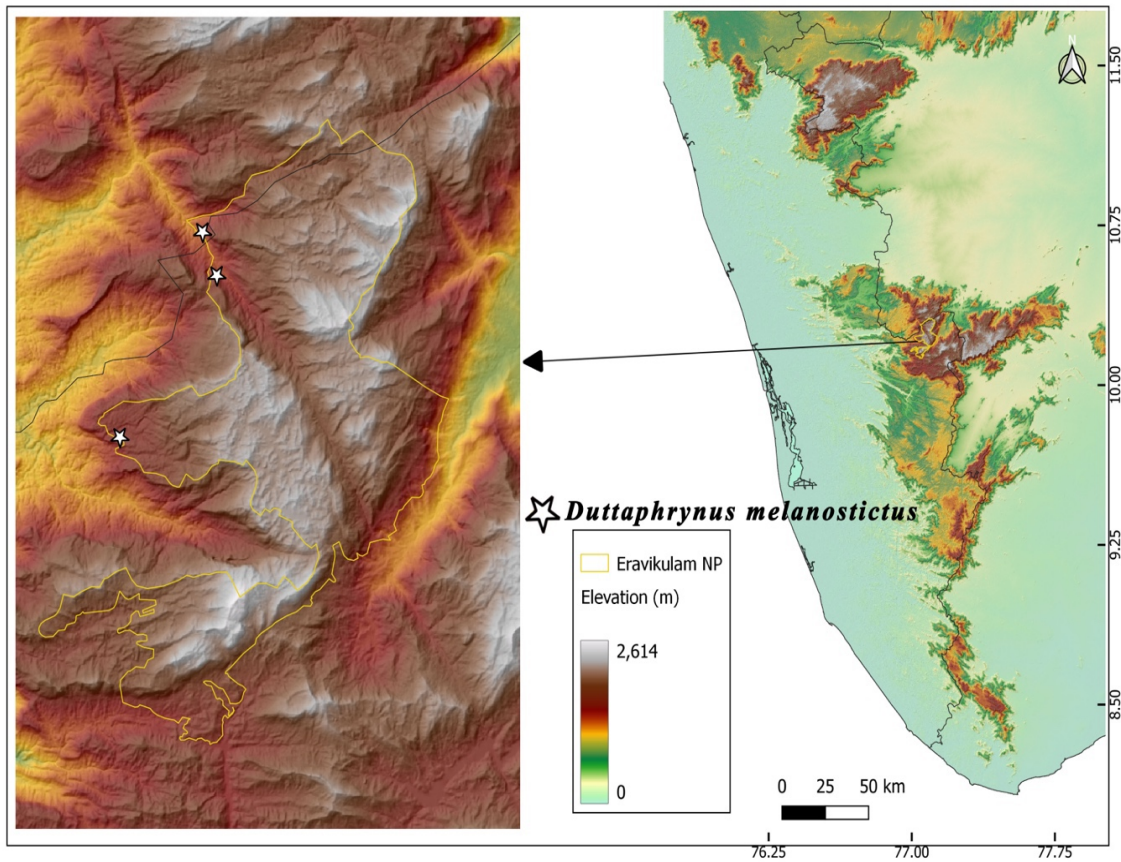 N
11.50
10.75
10.00
9.25
8.50
Duttaphrynus melanostictus
Eravikulam NP
Elevation (m)
2,614
0
0 25 50 km
76.25 77.00 77.75